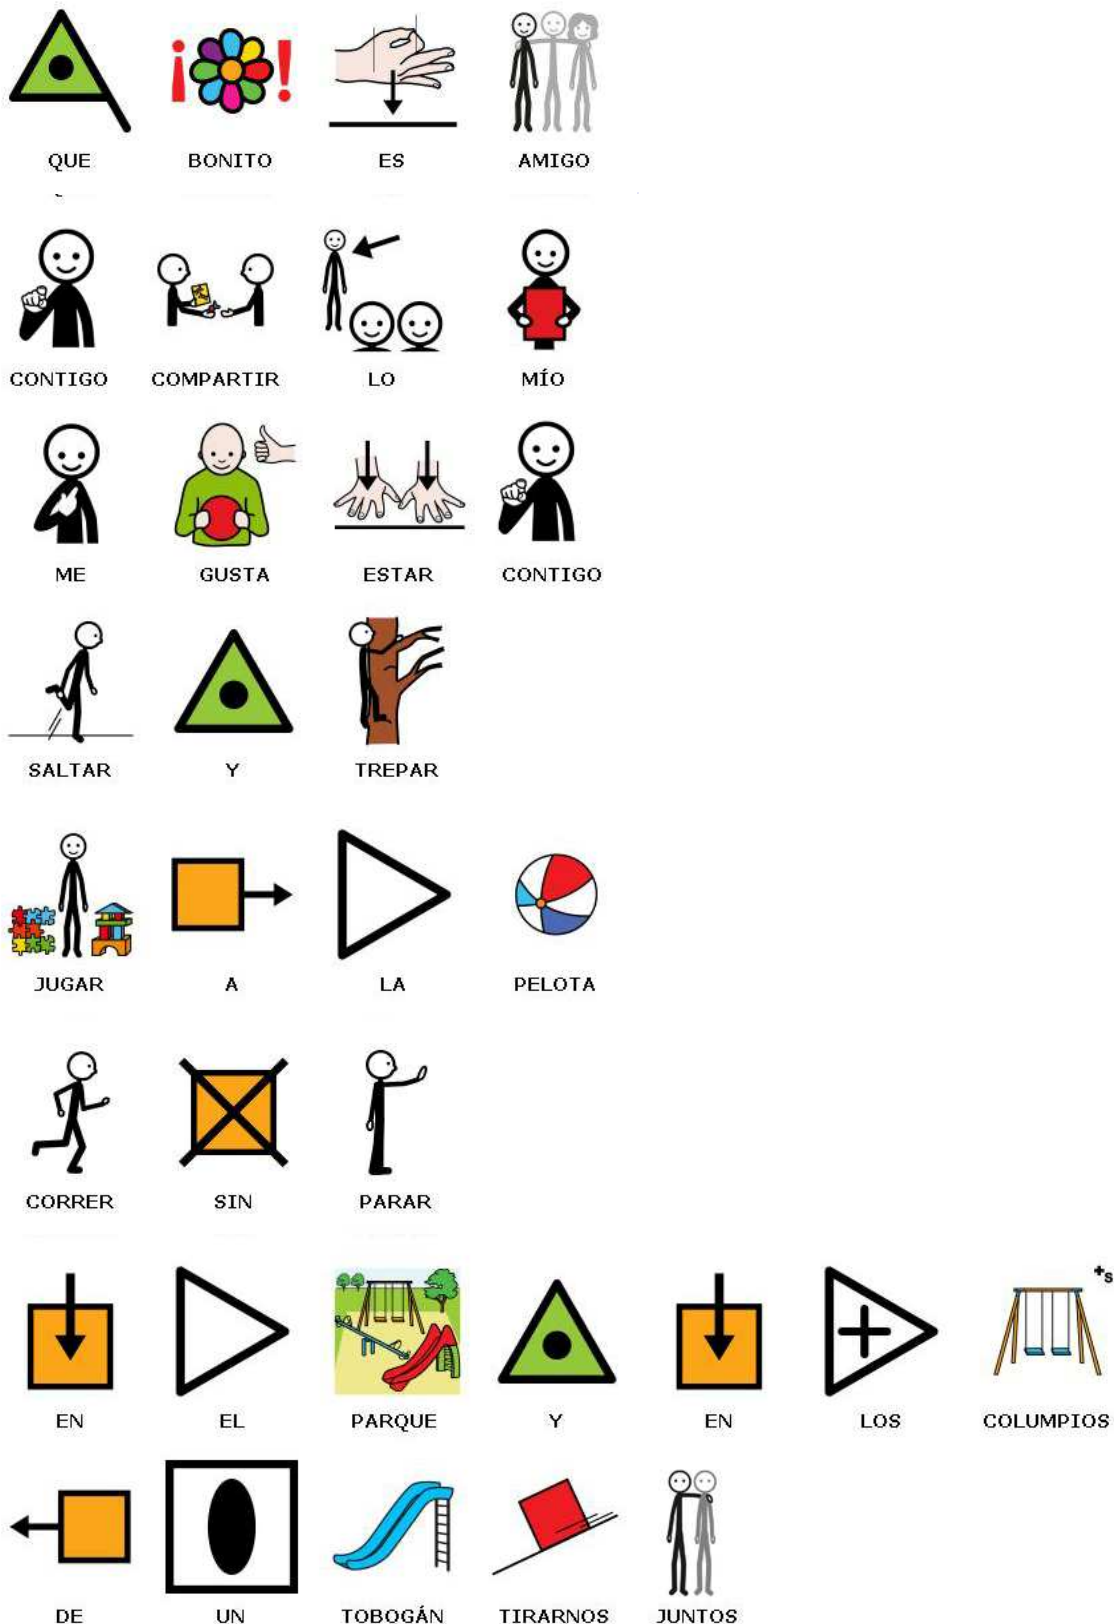 QUE BONITO ES AMIGO
CONTIGO COMPARTIR LO MÍO
ME GUSTA ESTAR CONTIGO
SALTAR Y TREPAR
JUGAR A LA PELOTA
CORRER SIN PARAR
+s
EN EL PARQUE Y EN LOS COLUMPIOS
DE UN TOBOGÁN TIRARNOS JUNTOS